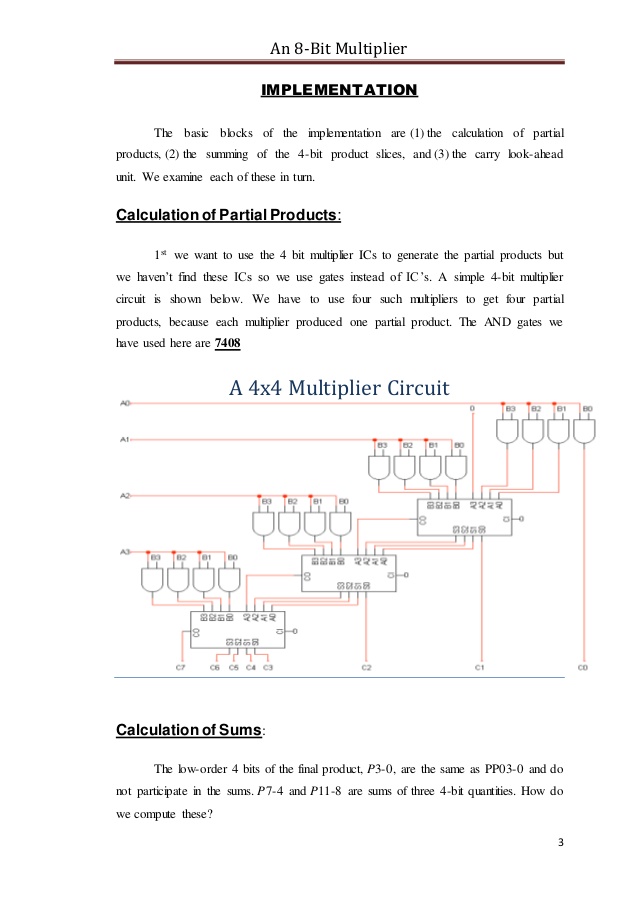 An 8-Bit Multiplier
IMPLEMENTATION
The basic blocks of the implementation are (1) the calculation of partial
products, (2) the summing of the 4-bit product slices, and (3) the carry look-ahead
unit. We examine each of these in turn.
Calculation of Partial Products:
1st we want to use the 4 bit multiplier ICs to generate the partial products but
we haven't find these ICs so we use gates instead of IC's. A simple 4-bit multiplier
circuit is shown below. We have to use four such multipliers to get four partial
products, because each multiplier produced one partial product. The AND gates we
have used here are 7408
A 4x4 Multiplier Circuit
A0
0 B3 B2 B1 B0
A1
B3 B2 B1 B0
B3 B2 B1 B0 A3 A2 A1 A0
CO CI 0
S3 S2 S1 S0
A2
B3 B2 B1 B0
B3 B2 B1 B0 A3 A2 A1 A0
CO CI 0
S3 S2 S1 S0
A3
B3 B2 B1 B0
B3 B2 B1 B0 A3 A2 A1 A0
CO CI 0
S3 S2 S1 S0
C7 C6 C5 C4 C3 C2 C1 C0
Calculation of Sums:
The low-order 4 bits of the final product, P3-0, are the same as PP03-0 and do
not participate in the sums. P7-4 and P11-8 are sums of three 4-bit quantities. How do
we compute these?
3